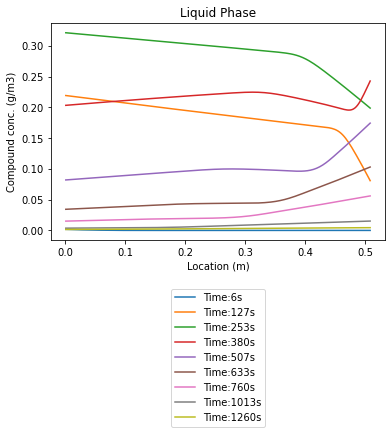 Liquid Phase
Compound conc. (g/m3)
0.30
0.25
0.20
0.15
0.10
0.05
0.00
0.0 0.1 0.2 0.3 0.4 0.5
Location (m)
Time:6s
Time:127s
Time:253s
Time:380s
Time:507s
Time:633s
Time:760s
Time:1013s
Time:1260s